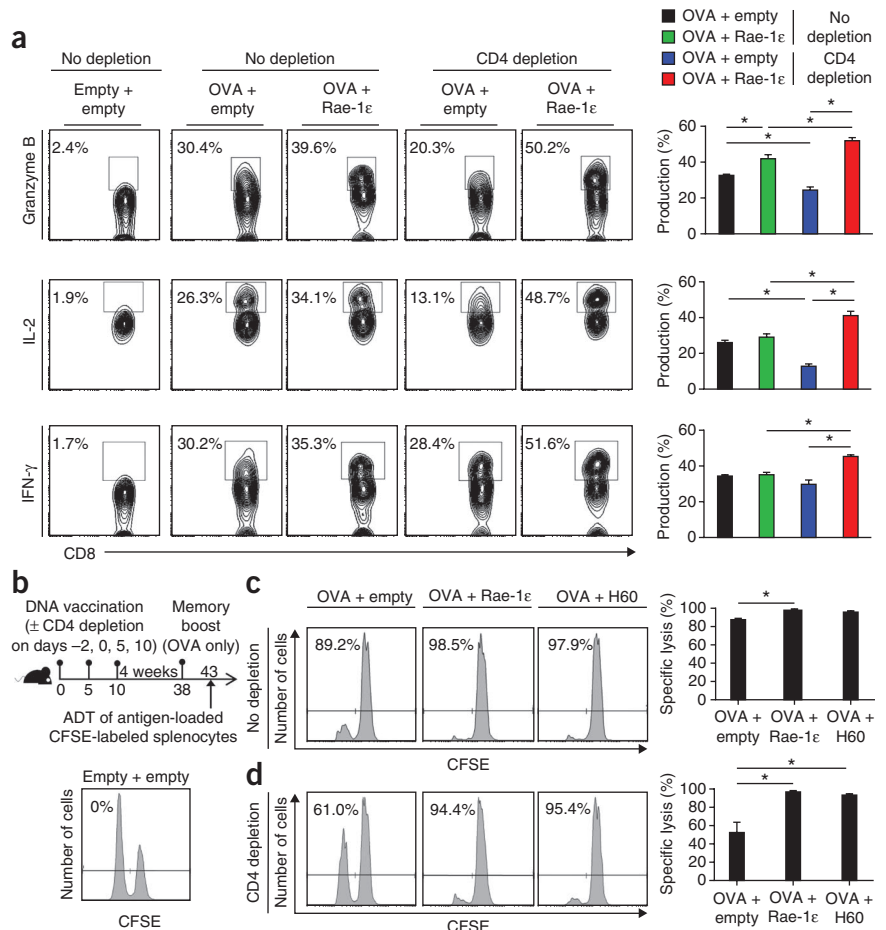 a
No depletion
No depletion
CD4 depletion
Empty + empty
OVA + empty
OVA + Rae-1ε
OVA + empty
OVA + Rae-1ε
OVA + empty
OVA + Rae-1ε
No depletion
OVA + empty
OVA + Rae-1ε
CD4 depletion
Granzyme B
2.4%
30.4%
39.6%
20.3%
50.2%
Production (%)
60
40
20
0
* * * * *
IL-2
1.9%
26.3%
34.1%
13.1%
48.7%
Production (%)
60
40
20
0
* * *
IFN-γ
1.7%
30.2%
35.3%
28.4%
51.6%
Production (%)
60
40
20
0
* *
CD8
b
DNA vaccination
(± CD4 depletion
on days –2, 0, 5, 10)
Memory
boost
(OVA only)
4 weeks
43
0 5 10 38
ADT of antigen-loaded
CFSE-labeled splenocytes
Empty + empty
0%
Number of cells
CFSE
c
OVA + empty
OVA + Rae-1ε
OVA + H60
No depletion
Number of cells
89.2%
98.5%
97.9%
CFSE
Specific lysis (%)
100
80
60
40
20
0
*
OVA +
empty
OVA +
Rae-1ε
OVA +
H60
d
CD4 depletion
Number of cells
61.0%
94.4%
95.4%
CFSE
Specific lysis (%)
100
80
60
40
80
0
* *
OVA +
empty
OVA +
Rae-1ε
OVA +
H60